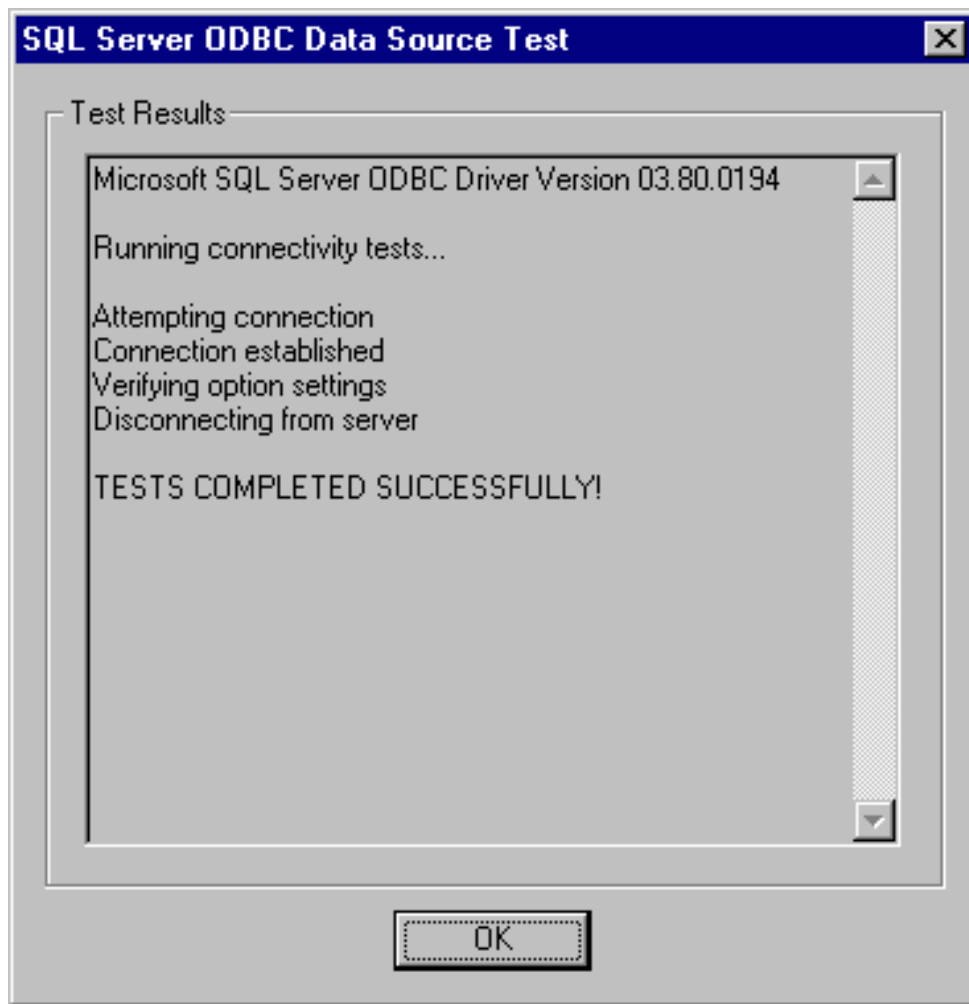 SQL Server ODBC Data Source Test
Test Results
Microsoft SQL Server ODBC Driver Version 03.80.0194
Running connectivity tests...
Attempting connection
Connection established
Verifying option settings
Disconnecting from server
TESTS COMPLETED SUCCESSFULLY!
OK